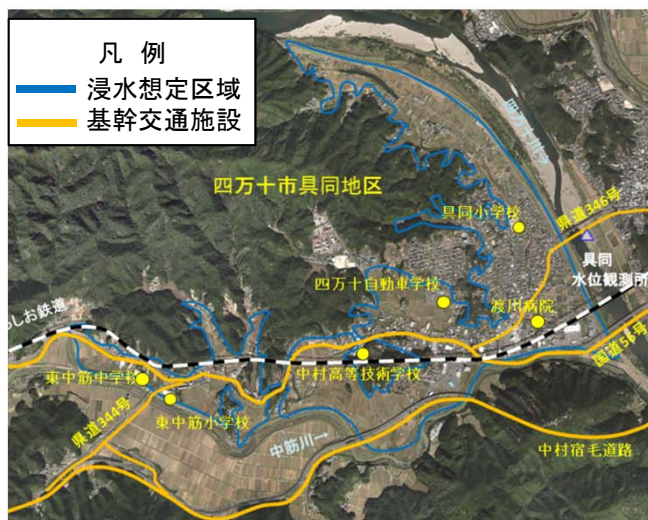 凡 例
浸水想定区域
基幹交通施設
四万十川→
四万十市具同地区
具同小学校
県道346号
具同
水位観測所
四万十自動車学校
渡川病院
しお鉄道
国道56号
東中筋中学校
中村高等技術学校
県道344号
東中筋小学校
中筋川→
中村宿毛道路